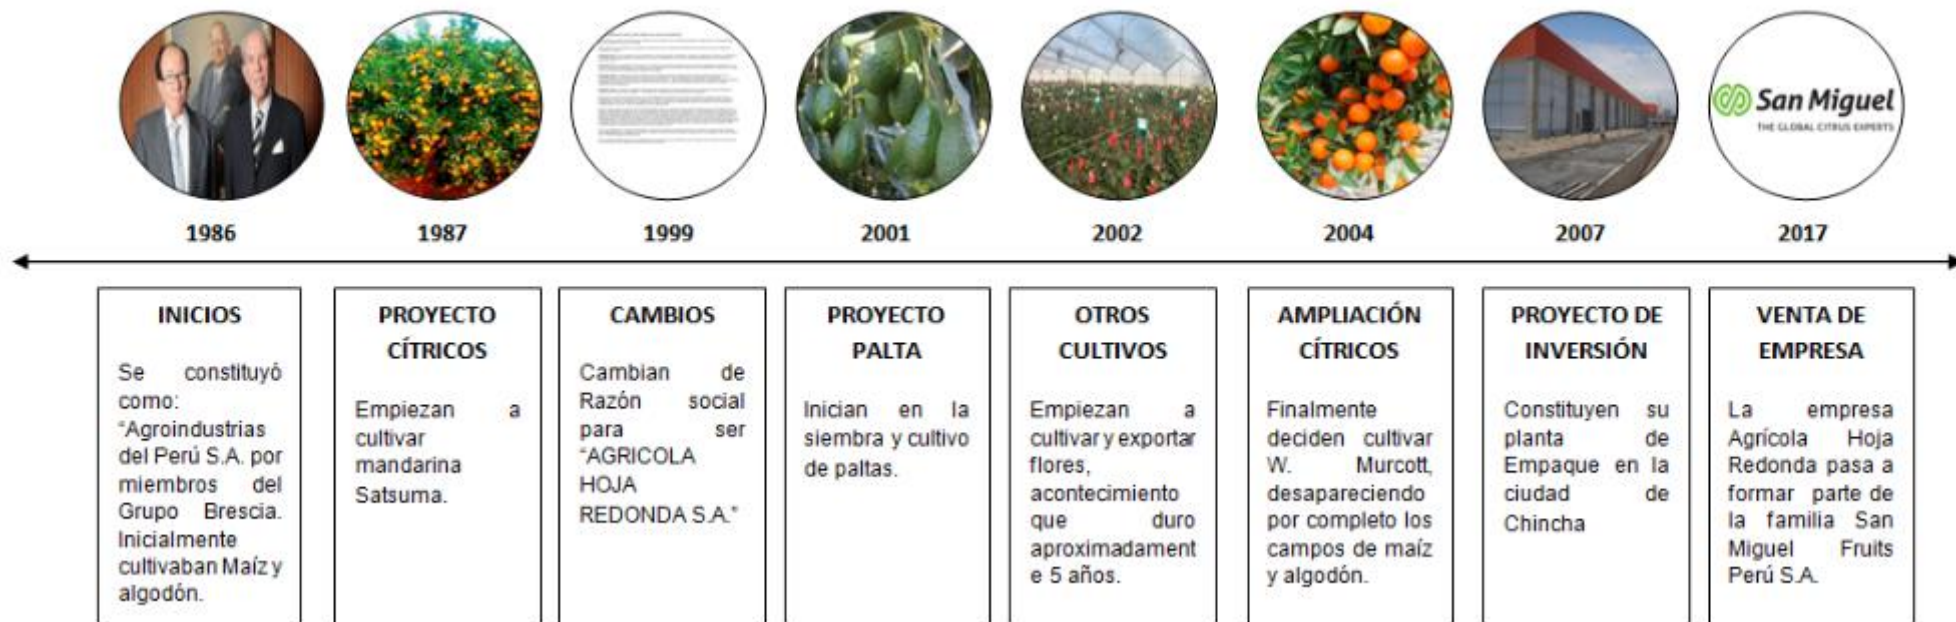 San Miguel
THE GLOBAL CITRUS EXPERTS
1986
1987
1999
2001
2002
2004
2007
2017
INICIOS
Se constituyó
como:
“Agroindustrias
del Perú S.A. por
miembros del
Grupo Brescia.
Inicialmente
cultivaban Maíz y
algodón.
PROYECTO
CÍTRICOS
Empiezan a
cultivar
mandarina
Satsuma.
CAMBIOS
Cambian de
Razón social
para ser
“AGRICOLA
HOJA
REDONDA S.A.”
PROYECTO
PALTA
Inician en la
siembra y cultivo
de paltas.
OTROS
CULTIVOS
Empiezan a
cultivar y exportar
flores,
acontecimiento
que duro
aproximadament
e 5 años.
AMPLIACIÓN
CÍTRICOS
Finalmente
deciden cultivar
W. Murcott,
desapareciendo
por completo los
campos de maíz
y algodón.
PROYECTO DE
INVERSIÓN
Constituyen su
planta de
Empaque en la
ciudad de
Chincha
VENTA DE
EMPRESA
La empresa
Agrícola Hoja
Redonda pasa a
formar parte de
la familia San
Miguel Fruits
Perú S.A.